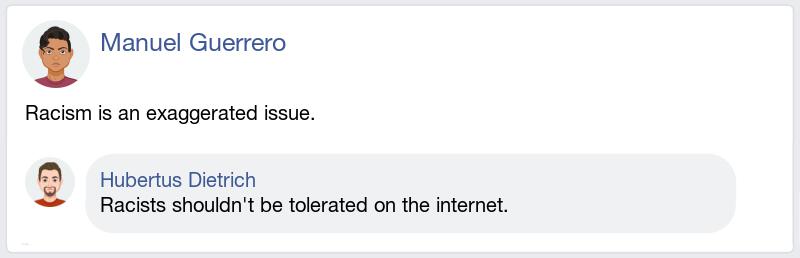 Manuel Guerrero
Racism is an exaggerated issue.
Hubertus Dietrich
Racists shouldn't be tolerated on the internet.